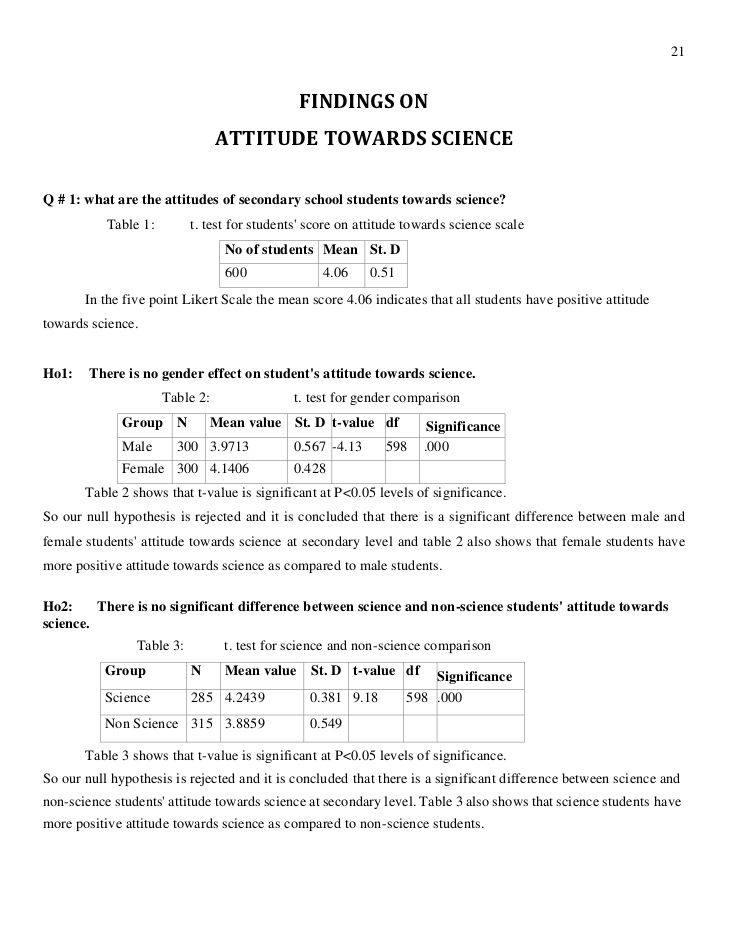 21
FINDINGS ON
ATTITUDE TOWARDS SCIENCE
Q # 1: what are the attitudes of secondary school students towards science?
Table 1: t. test for students' score on attitude towards science scale
No of students Mean St. D
600 4.06 0.51
In the five point Likert Scale the mean score 4.06 indicates that all students have positive attitude
towards science.
Ho1: There is no gender effect on student's attitude towards science.
Table 2: t. test for gender comparison
Group N Mean value St. D t-value df Significance
Male 300 3.9713 0.567 -4.13 598 .000
Female 300 4.1406 0.428
Table 2 shows that t-value is significant at P<0.05 levels of significance.
So our null hypothesis is rejected and it is concluded that there is a significant difference between male and
female students' attitude towards science at secondary level and table 2 also shows that female students have
more positive attitude towards science as compared to male students.
Ho2: There is no significant difference between science and non-science students' attitude towards
science.
Table 3: t. test for science and non-science comparison
Group N Mean value St. D t-value df Significance
Science 285 4.2439 0.381 9.18 598 .000
Non Science 315 3.8859 0.549
Table 3 shows that t-value is significant at P<0.05 levels of significance.
So our null hypothesis is rejected and it is concluded that there is a significant difference between science and
non-science students' attitude towards science at secondary level. Table 3 also shows that science students have
more positive attitude towards science as compared to non-science students.